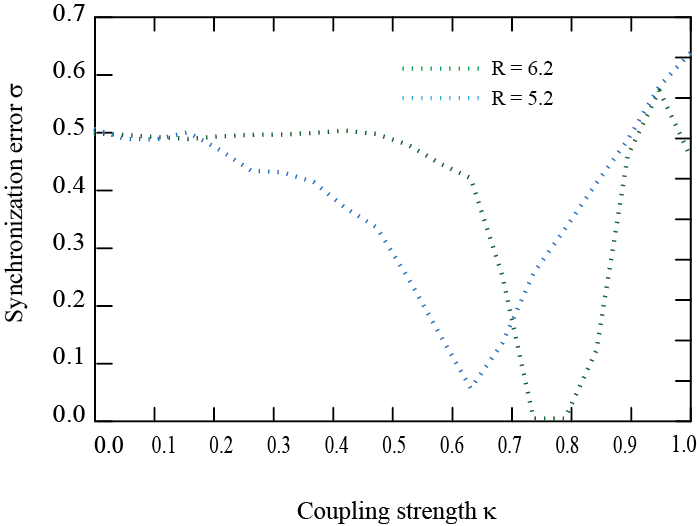 0.7
0.6
0.5
0.4
0.3
0.2
0.1
0.0
Synchronization error σ
R = 6.2
R = 5.2
0.0 0.1 0.2 0.3 0.4 0.5 0.6 0.7 0.8 0.9 1.0
Coupling strength κ